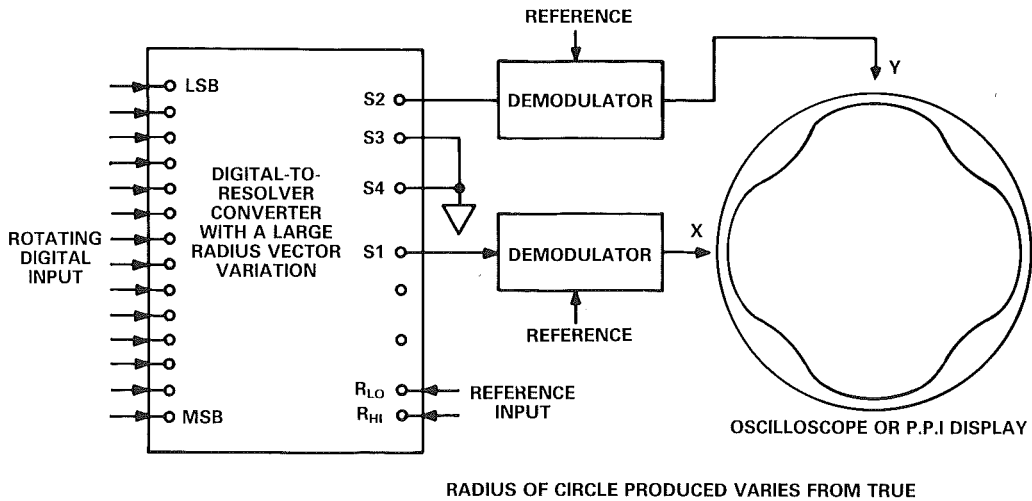 REFERENCE
LSB
S2
DEMODULATOR
Y
S3
DIGITAL-TO-
RESOLVER
CONVERTER
WITH A LARGE
RADIUS VECTOR
VARIATION
S4
ROTATING
DIGITAL
INPUT
S1
DEMODULATOR
X
REFERENCE
RLO
RHI
REFERENCE
INPUT
MSB
OSCILLOSCOPE OR P.P.I DISPLAY
RADIUS OF CIRCLE PRODUCED VARIES FROM TRUE